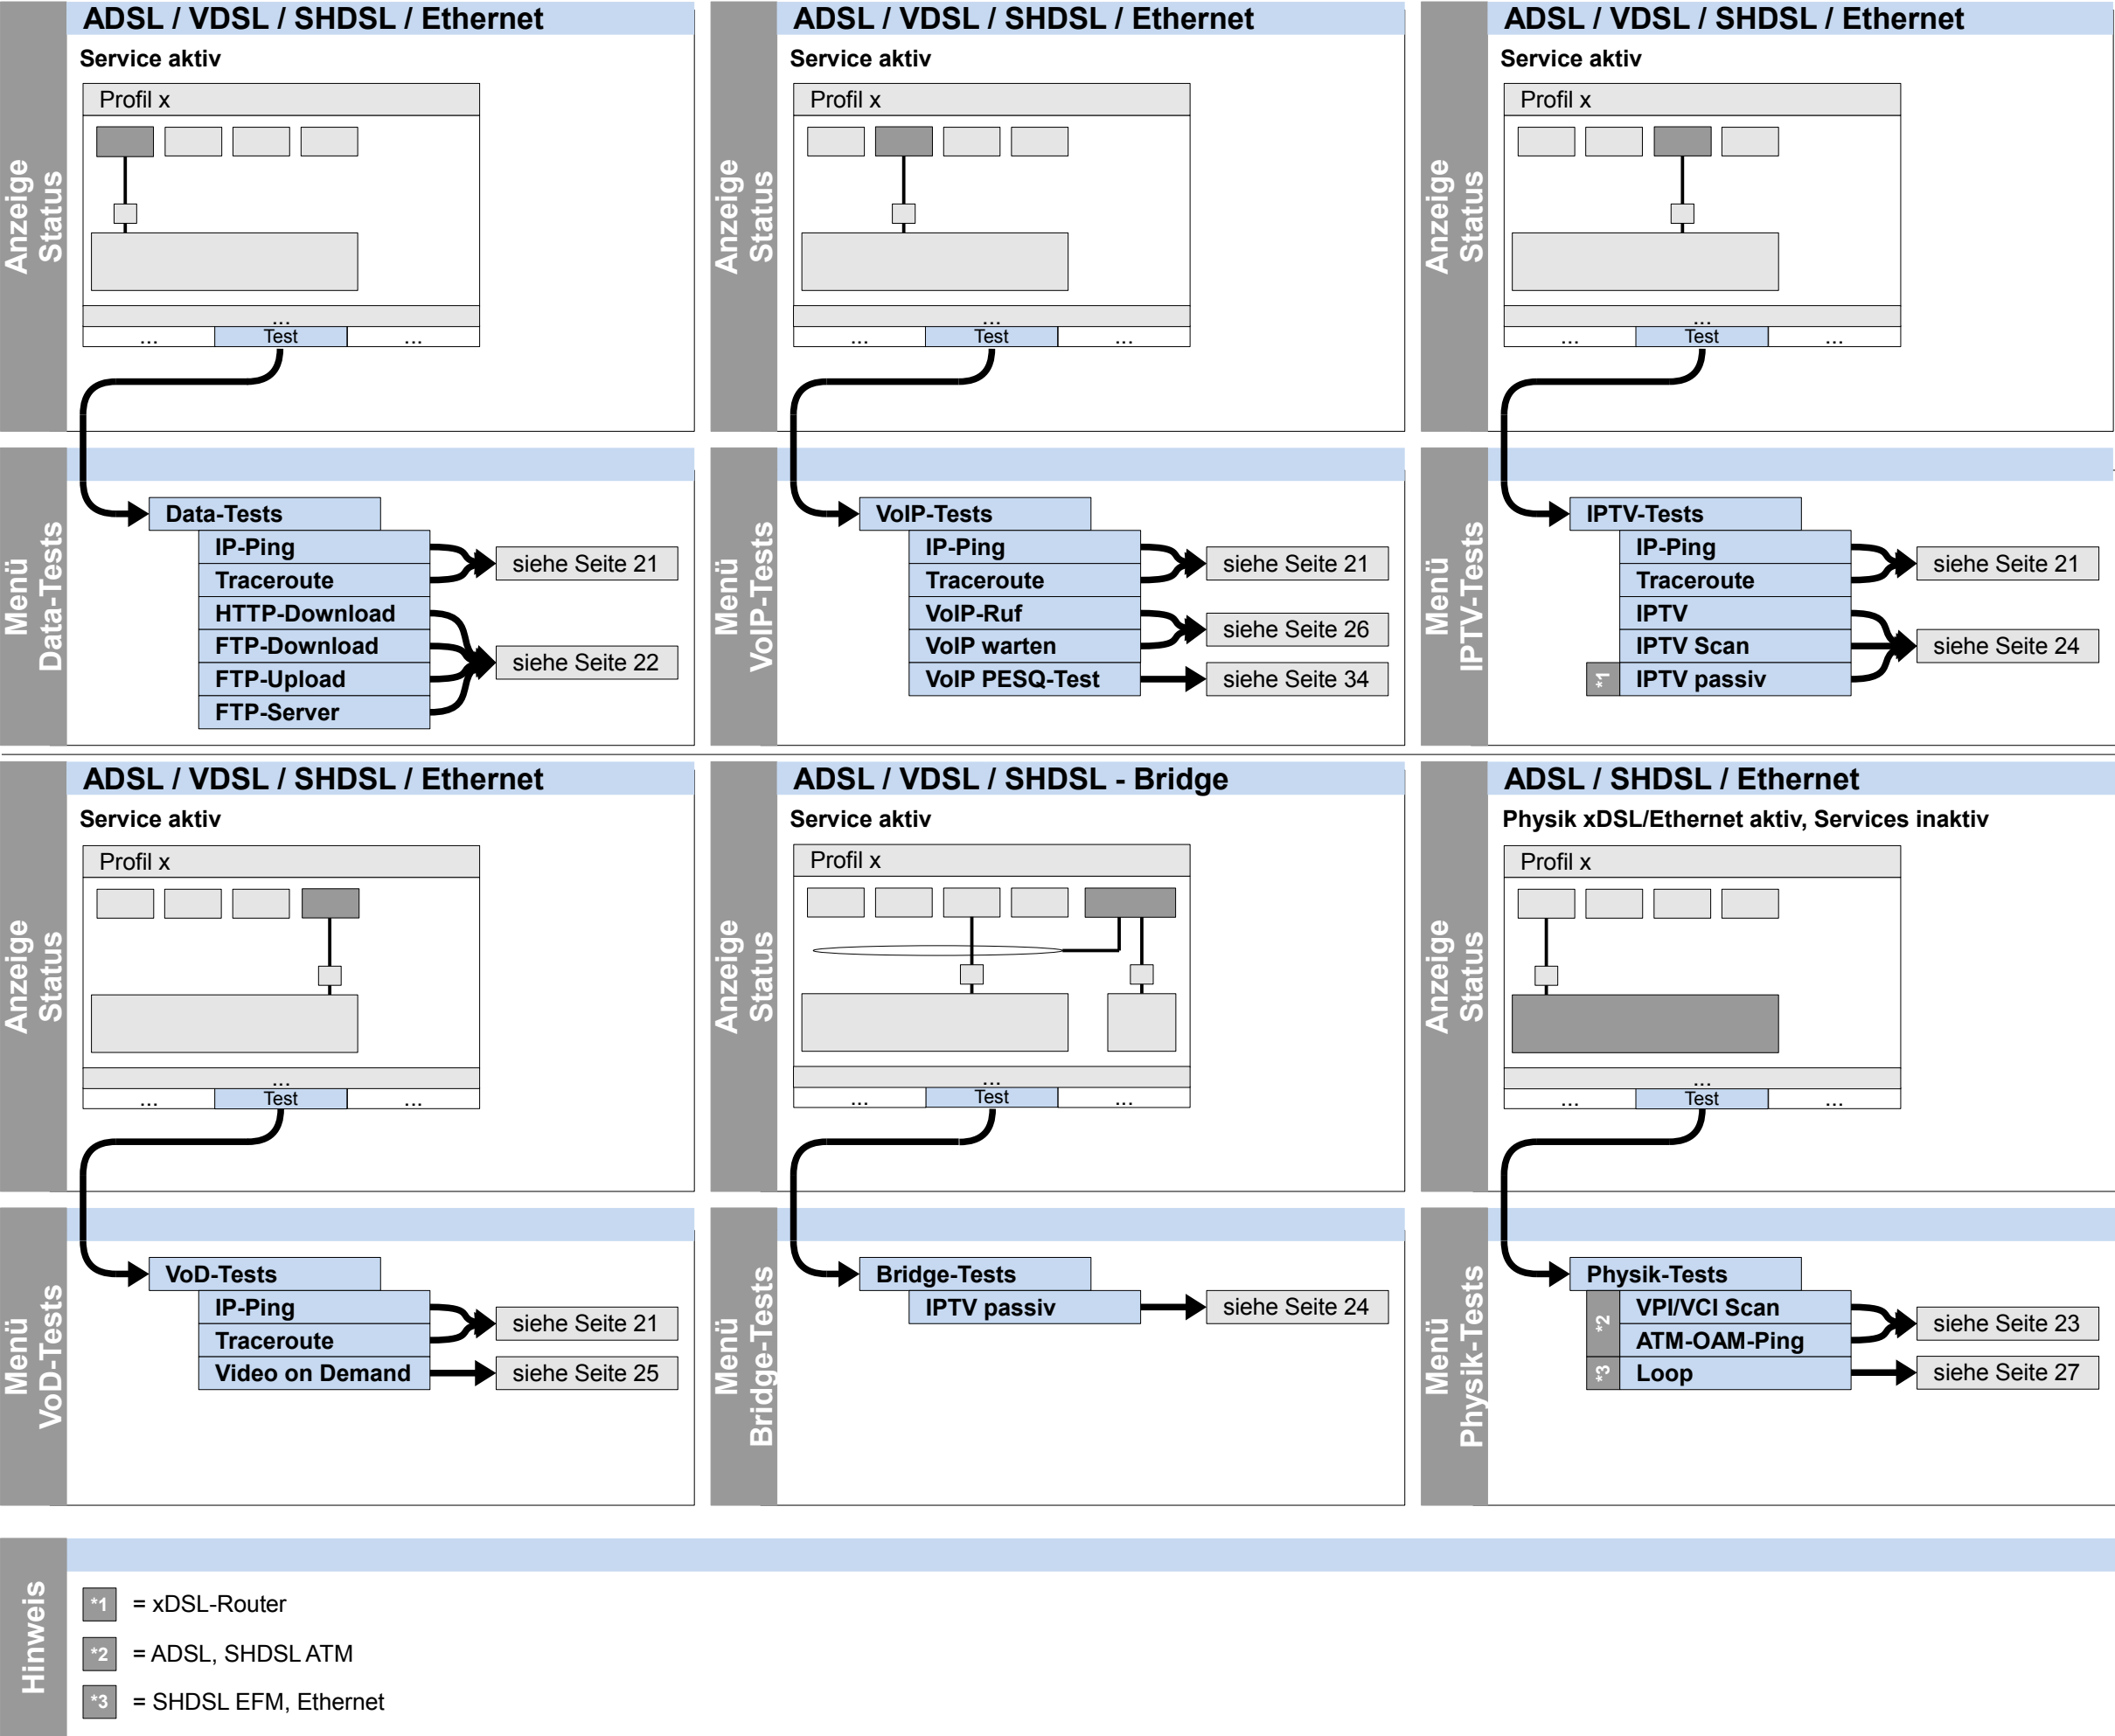 ADSL / VDSL / SHDSL / Ethernet
Anzeige
Status
Service aktiv
Profil x
...
... Test ...
Menü
Data-Tests
Data-Tests
IP-Ping
Traceroute
siehe Seite 21
HTTP-Download
FTP-Download
FTP-Upload
FTP-Server
siehe Seite 22
ADSL / VDSL / SHDSL / Ethernet
Anzeige
Status
Service aktiv
Profil x
...
... Test ...
Menü
VoIP-Tests
VoIP-Tests
IP-Ping
Traceroute
siehe Seite 21
VoIP-Ruf
VoIP warten
siehe Seite 26
VoIP PESQ-Test siehe Seite 34
ADSL / VDSL / SHDSL / Ethernet
Anzeige
Status
Service aktiv
Profil x
...
... Test ...
Menü
IPTV-Tests
IPTV-Tests
IP-Ping
Traceroute
siehe Seite 21
IPTV
IPTV Scan siehe Seite 24
*1 IPTV passiv
ADSL / VDSL / SHDSL / Ethernet
Anzeige
Status
Service aktiv
Profil x
...
... Test ...
Menü
VoD-Tests
VoD-Tests
IP-Ping
Traceroute
siehe Seite 21
Video on Demand siehe Seite 25
ADSL / VDSL / SHDSL - Bridge
Anzeige
Status
Service aktiv
Profil x
...
... Test ...
Menü
Bridge-Tests
Bridge-Tests
IPTV passiv siehe Seite 24
ADSL / SHDSL / Ethernet
Anzeige
Status
Physik xDSL/Ethernet aktiv, Services inaktiv
Profil x
...
... Test ...
Menü
Physik-Tests
Physik-Tests
*2 VPI/VCI Scan
ATM-OAM-Ping
siehe Seite 23
*3 Loop siehe Seite 27
Hinweis
*1 = xDSL-Router
*2 = ADSL, SHDSL ATM
*3 = SHDSL EFM, Ethernet